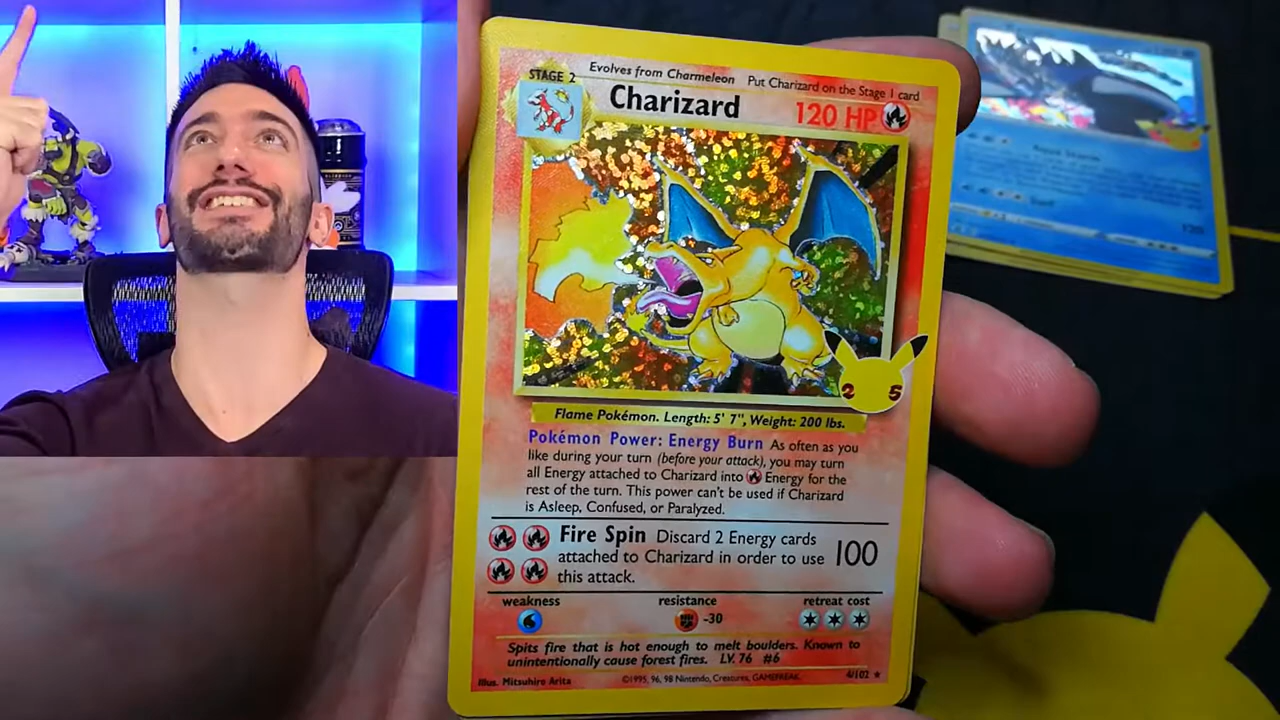 STAGE 2
Evolves from Charmeleon Put Charizard on the Stage 1 card
Charizard 120 HP
2 5
Flame Pokémon. Length: 5' 7", Weight: 200 lbs.
Pokémon Power: Energy Burn As often as you
like during your turn (before your attack), you may turn
all Energy attached to Charizard into Energy for the
rest of the turn. This power can't be used if Charizard
is Asleep, Confused, or Paralyzed.
Fire Spin Discard 2 Energy cards
attached to Charizard in order to use 100
this attack.
weakness resistance retreat cost
-30
Spits fire that is hot enough to melt boulders. Known to
unintentionally cause forest fires. LV. 76 #6
Illus. Mitsuhiro Arita ©1995, 96, 98 Nintendo, Creatures, GAMEFREAK. 4/102 ★
Surf
120